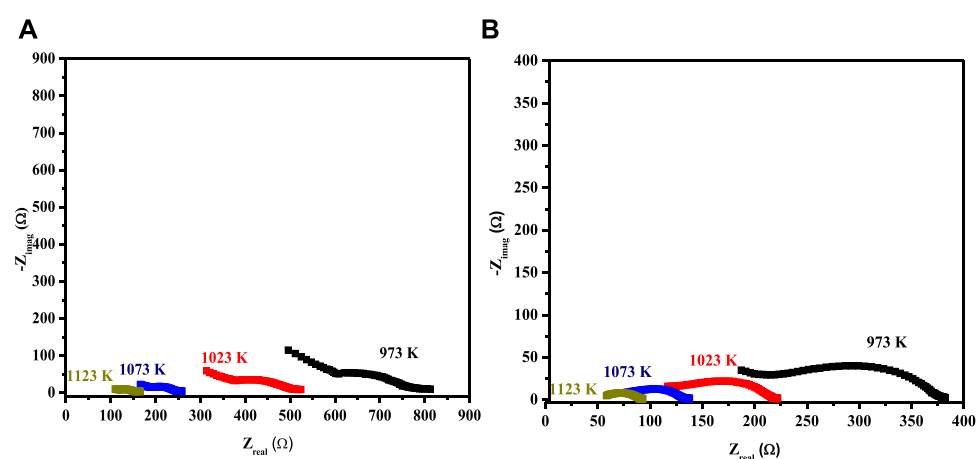 A
900
800
700
600
500
400
300
200
100
0
-Z_imag (Ω)
1123 K
1073 K
1023 K
973 K
0 100 200 300 400 500 600 700 800 900
Z_real (Ω)
B
400
350
300
250
200
150
100
50
0
-Z_imag (Ω)
1123 K
1073 K
1023 K
973 K
0 50 100 150 200 250 300 350 400
Z_real (Ω)